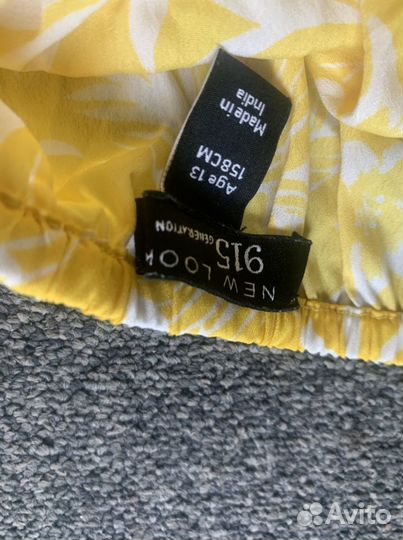 Age 13
158CM
Made in
India
NEW LOOK
915
GENERATION
Avito